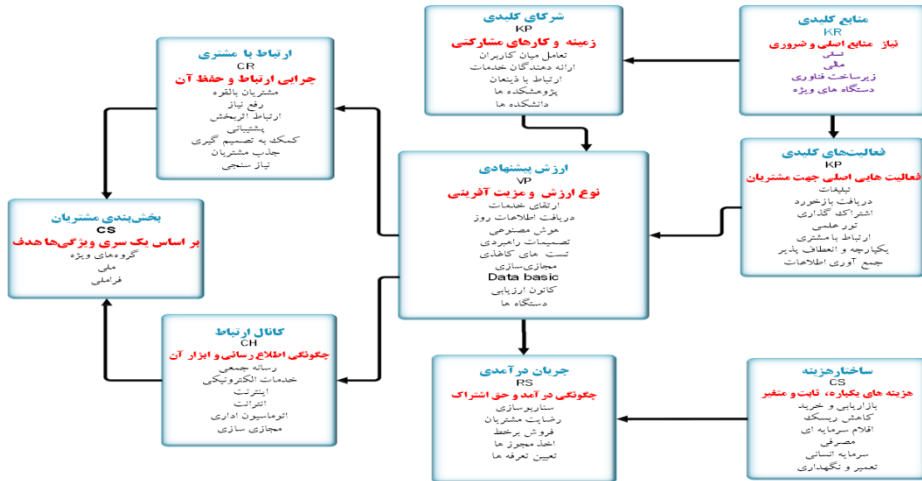 منابع کلیدی
KR
نیاز منابع اصلی و ضروری
مالی
زیرساخت فناوری
دستگاه های ویژه
شرکای کلیدی
KP
زمینه و کارهای مشارکتی
تعامل میان کاربران
ارائه دهندگان خدمات
ارتباط با ذینعان
پژوهشکده ها
دانشکده ها
ارتباط با مشتری
CR
چرایی ارتباط و حفظ آن
مشتریان بالقوه
رفع نیاز
ارتباط اثربخش
پشتیبانی
کمک به تصمیم گیری
جذب مشتریان
نیاز سنجی
فعالیت‌های کلیدی
KP
فعالیت هایی اصلی جهت مشتریان
تبلیغات
دریافت بازخورد
اشتراک گذاری
تور علمی
ارتباط با مشتری
یکپارچه و انعطاف پذیر
جمع آوری اطلاعات
ارزش پیشنهادی
VP
نوع ارزش و مزیت آفرینی
ارتقای خدمات
دریافت اطلاعات روز
هوش مصنوعی
تصمیمات راهبردی
تست های کاغذی
مجازی‌سازی
Data basic
کانون ارزیابی
دستگاه ها
بخش‌بندی مشتریان
CS
بر اساس یک سری ویژگی‌ها هدف
گروه‌های ویژه
ملی
فراملی
کانال ارتباط
CH
چگونگی اطلاع رسانی و ابزار آن
رسانه جمعی
خدمات الکترونیکی
اینترنت
انترانت
اتوماسیون اداری
مجازی سازی
جریان درآمدی
RS
چگونگی درآمد و حق اشتراک
سناریوسازی
رضایت مشتریان
فروش برخط
اخذ مجوز ها
تعیین تعرفه ها
ساختارهزینه
CS
هزینه های یکباره، ثابت و متغیر
بازاریابی و خرید
کاهش ریسک
اقلام سرمایه ای
مصرفی
سرمایه انسانی
تعمیر و نگهداری